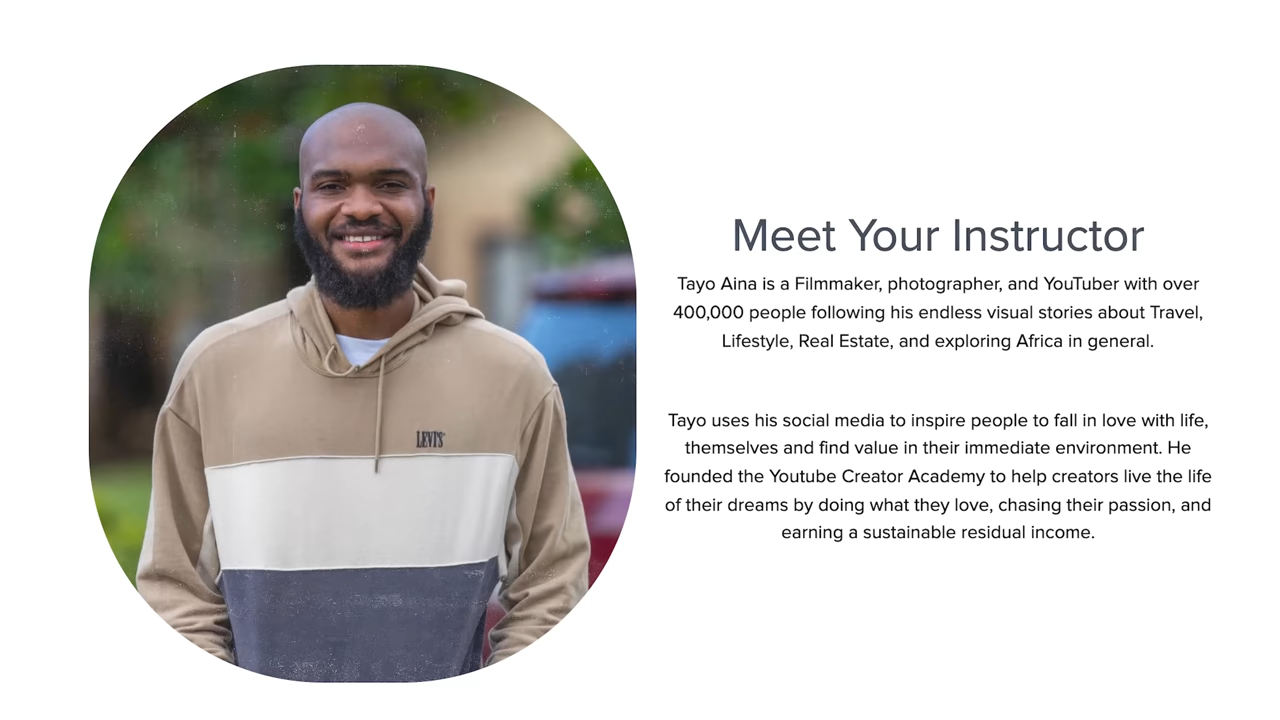 LEVI'S
Meet Your Instructor
Tayo Aina is a Filmmaker, photographer, and YouTuber with over
400,000 people following his endless visual stories about Travel,
Lifestyle, Real Estate, and exploring Africa in general.
Tayo uses his social media to inspire people to fall in love with life,
themselves and find value in their immediate environment. He
founded the Youtube Creator Academy to help creators live the life
of their dreams by doing what they love, chasing their passion, and
earning a sustainable residual income.